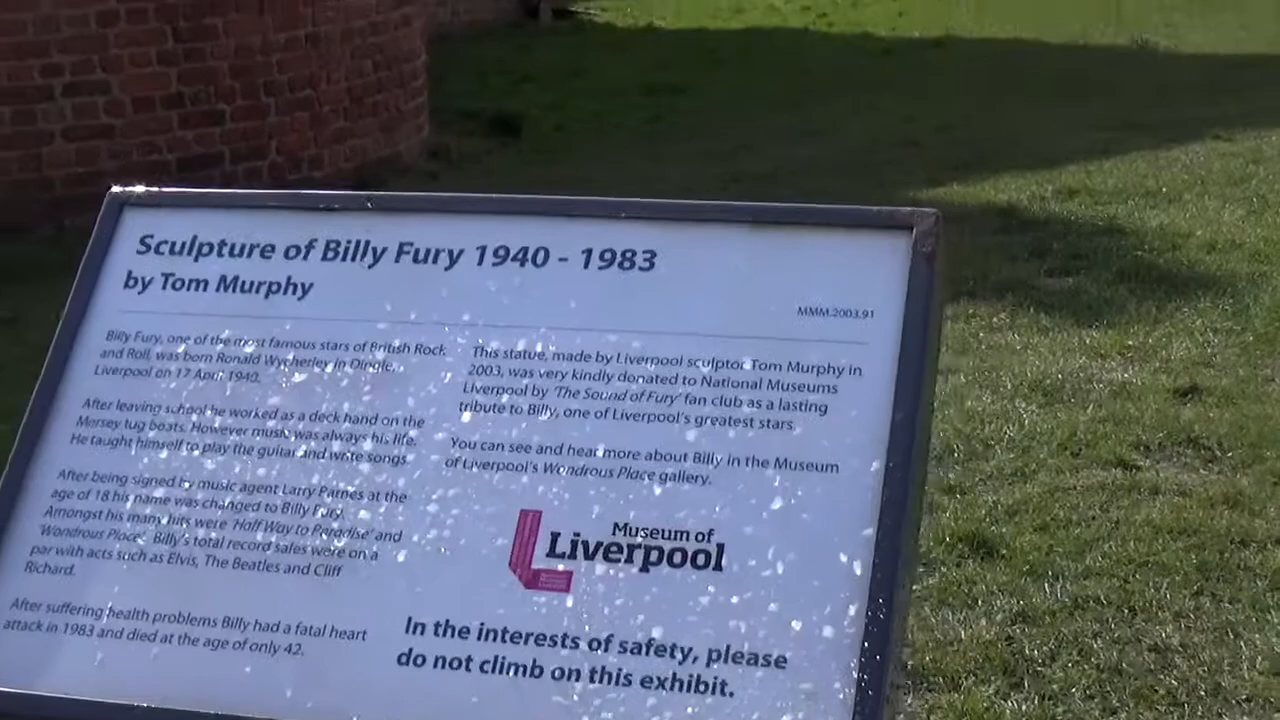 Sculpture of Billy Fury 1940 - 1983
by Tom Murphy
MMM.2003.91
Billy Fury, one of the most famous stars of British Rock
and Roll, was born Ronald Wycherley in Dingle,
Liverpool on 17 April 1940.
After leaving school he worked as a deck hand on the
Mersey tug boats. However music was always his life.
He taught himself to play the guitar and write songs.
After being signed by music agent Larry Parnes at the
age of 18 his name was changed to Billy Fury.
Amongst his many hits were 'Half Way to Paradise' and
'Wondrous Place'. Billy's total record sales were on a
par with acts such as Elvis, The Beatles and Cliff
Richard.
After suffering health problems Billy had a fatal heart
attack in 1983 and died at the age of only 42.
This statue, made by Liverpool sculptor Tom Murphy in
2003, was very kindly donated to National Museums
Liverpool by 'The Sound of Fury' fan club as a lasting
tribute to Billy, one of Liverpool's greatest stars.
You can see and hear more about Billy in the Museum
of Liverpool's Wondrous Place gallery.
Museum of
Liverpool
In the interests of safety, please
do not climb on this exhibit.